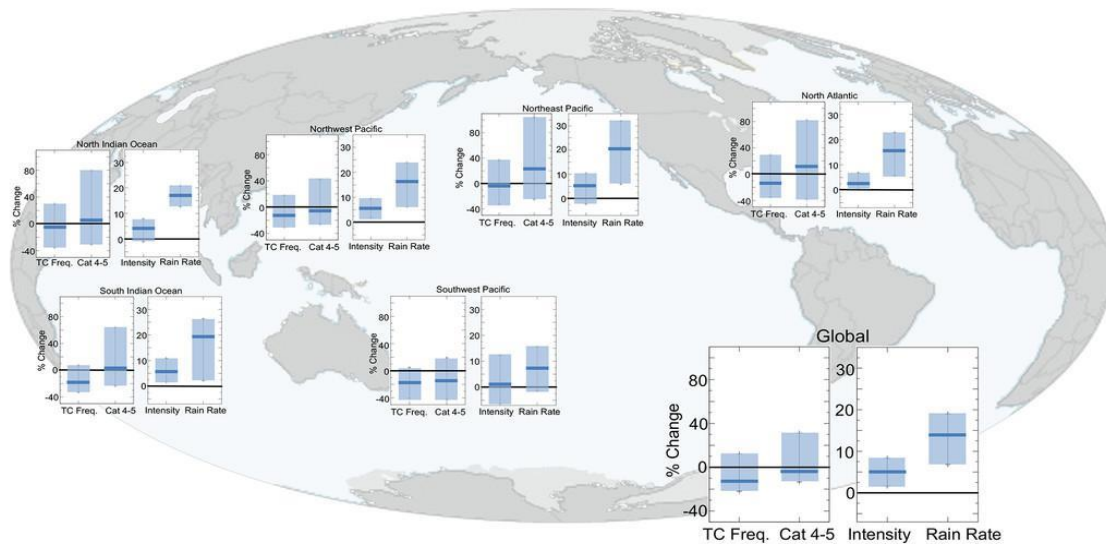 North Atlantic
80
40
0
-40
% Change
30
20
10
0
TC Freq. Cat 4-5 Intensity Rain Rate
Northeast Pacific
80
40
0
-40
% Change
30
20
10
0
TC Freq. Cat 4-5 Intensity Rain Rate
Northwest Pacific
80
40
0
-40
% Change
30
20
10
0
TC Freq. Cat 4-5 Intensity Rain Rate
North Indian Ocean
80
40
0
-40
% Change
30
20
10
0
TC Freq. Cat 4-5 Intensity Rain Rate
South Indian Ocean
80
40
0
-40
% Change
30
20
10
0
TC Freq. Cat 4-5 Intensity Rain Rate
Southwest Pacific
80
40
0
-40
% Change
30
20
10
0
TC Freq. Cat 4-5 Intensity Rain Rate
Global
80
40
0
-40
% Change
30
20
10
0
TC Freq. Cat 4-5 Intensity Rain Rate